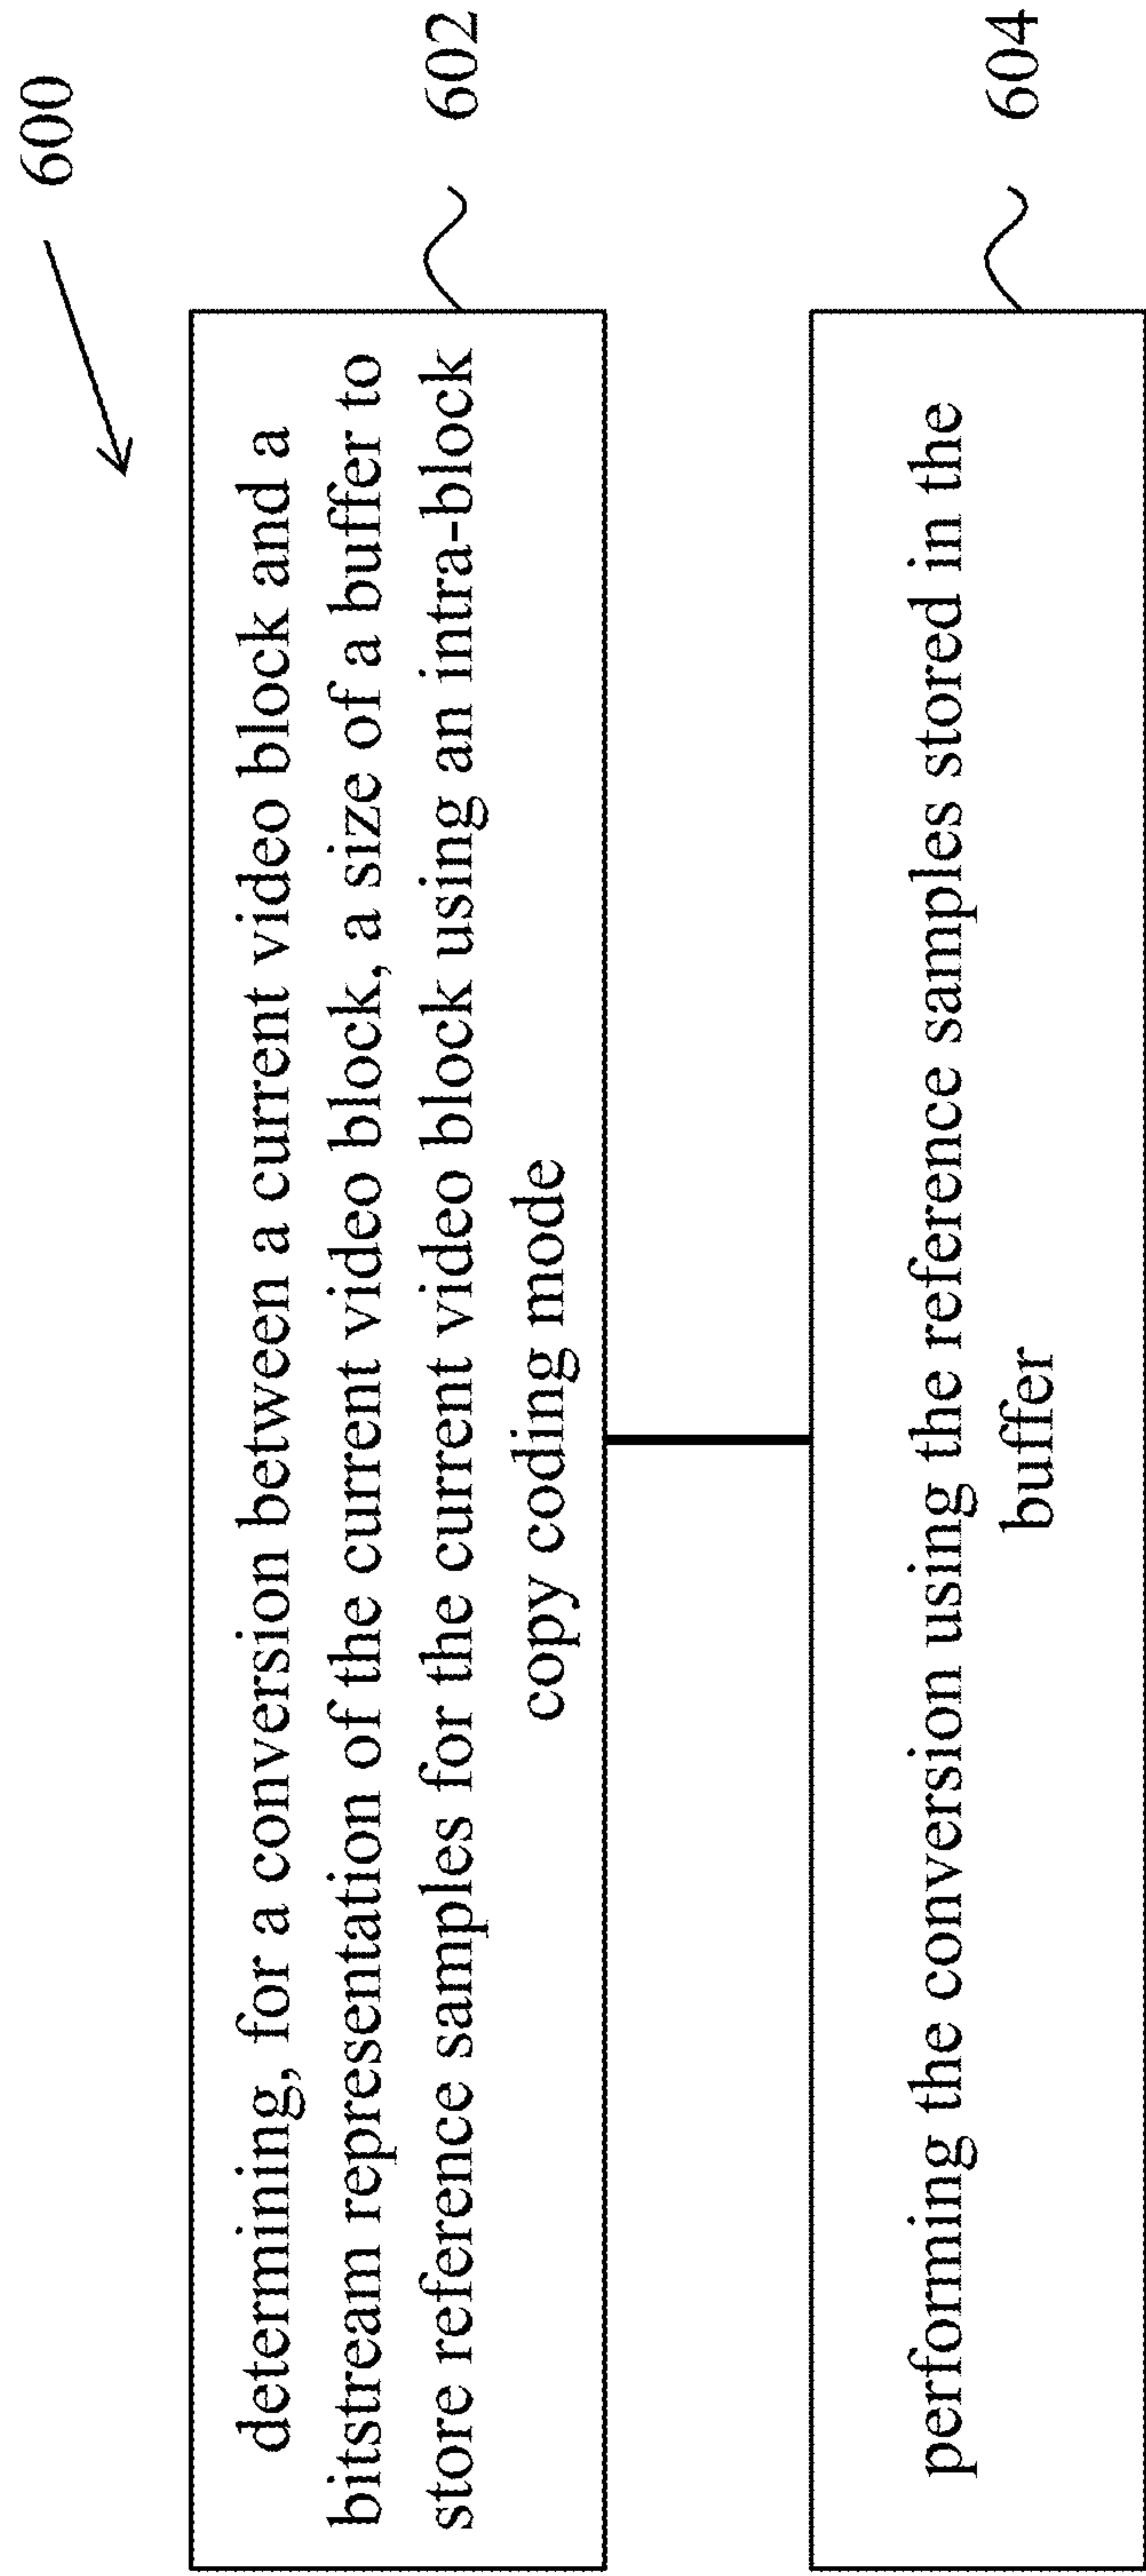 600
determining, for a conversion between a current video block and a
bitstream representation of the current video block, a size of a buffer to
store reference samples for the current video block using an intra-block
copy coding mode
602
performing the conversion using the reference samples stored in the
buffer
604